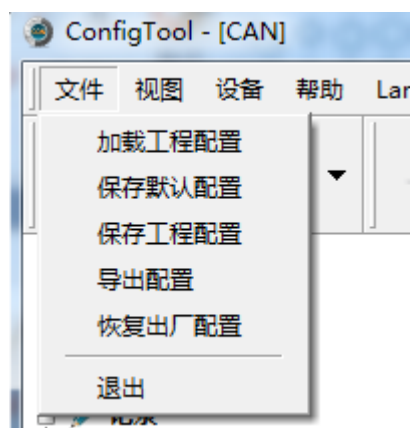 ConfigTool - [CAN]
文件 视图 设备 帮助 Lan
加载工程配置
保存默认配置
保存工程配置
导出配置
恢复出厂配置
退出